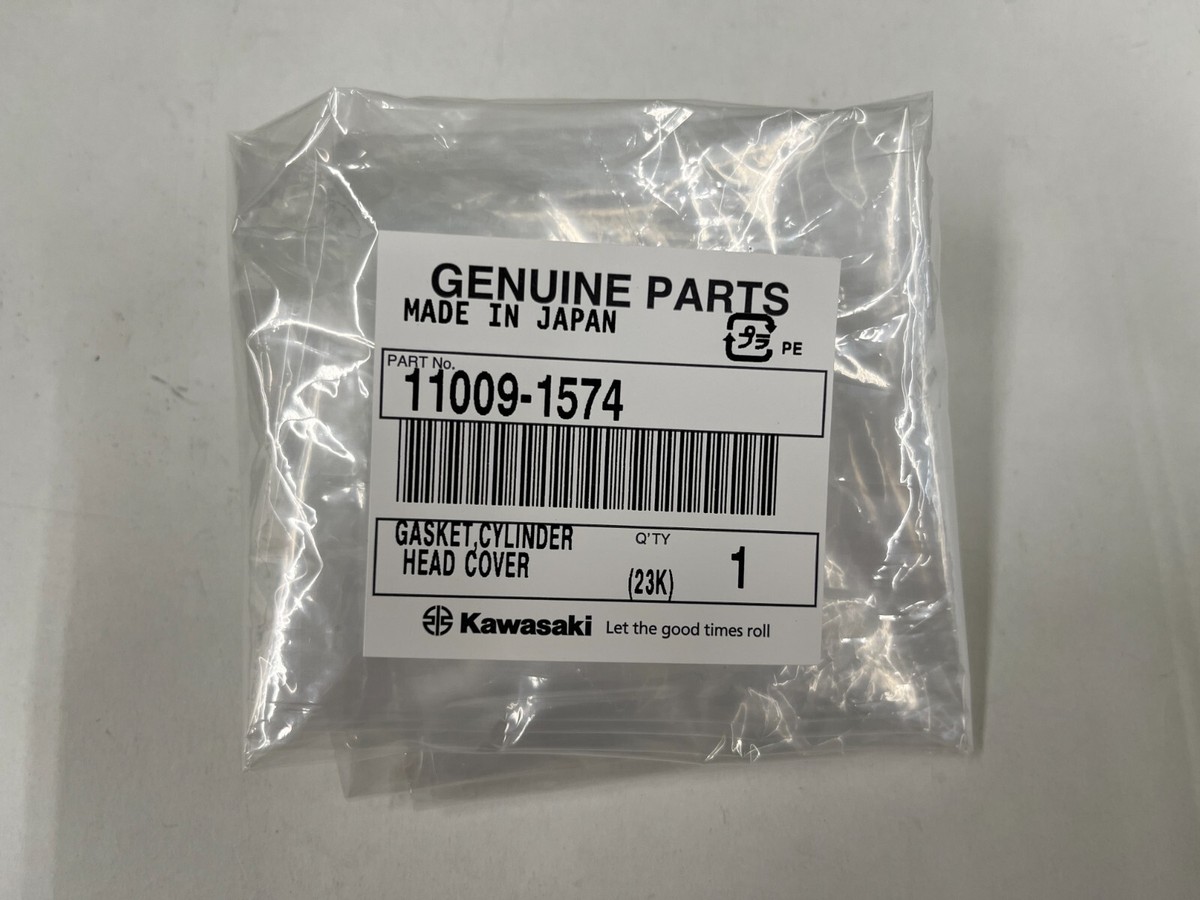 GENUINE PARTS
MADE IN JAPAN
プラ PE
PART No.
11009-1574
GASKET,CYLINDER
HEAD COVER
Q'TY
(23K)
1
Kawasaki Let the good times roll